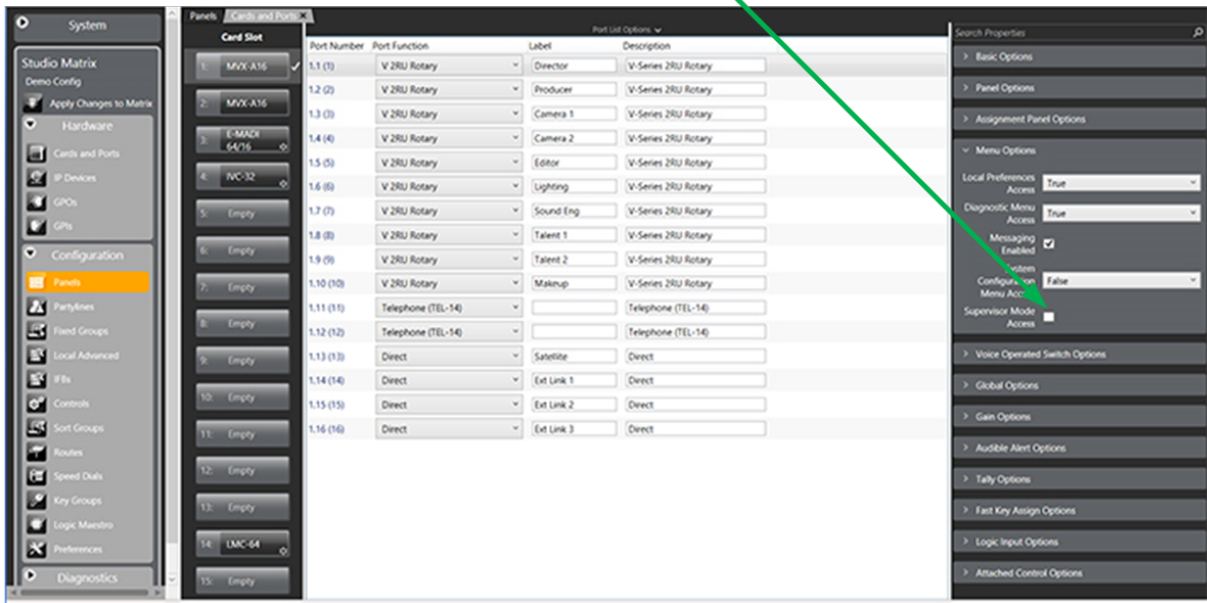 System
Studio Matrix
Demo Config
Apply Changes to Matrix
Hardware
Cards and Ports
IP Devices
GPOs
GPIs
Configuration
Panels
Partylines
Fixed Groups
Local Advanced
IFBs
Controls
Sort Groups
Routes
Speed Dials
Key Groups
Logic Maestro
Preferences
Diagnostics
Panels Cards and Ports X
Card Slot
1: MVX-A16
2: MVX-A16
3: E-MADI 64/16
4: IVC-32
5: Empty
6: Empty
7: Empty
8: Empty
9: Empty
10: Empty
11: Empty
12: Empty
13: Empty
14: LMC-64
15: Empty
Port List Options
Port Number Port Function Label Description
1.1 (1) V 2RU Rotary Director V-Series 2RU Rotary
1.2 (2) V 2RU Rotary Producer V-Series 2RU Rotary
1.3 (3) V 2RU Rotary Camera 1 V-Series 2RU Rotary
1.4 (4) V 2RU Rotary Camera 2 V-Series 2RU Rotary
1.5 (5) V 2RU Rotary Editor V-Series 2RU Rotary
1.6 (6) V 2RU Rotary Lighting V-Series 2RU Rotary
1.7 (7) V 2RU Rotary Sound Eng V-Series 2RU Rotary
1.8 (8) V 2RU Rotary Talent 1 V-Series 2RU Rotary
1.9 (9) V 2RU Rotary Talent 2 V-Series 2RU Rotary
1.10 (10) V 2RU Rotary Makeup V-Series 2RU Rotary
1.11 (11) Telephone (TEL-14) Telephone (TEL-14)
1.12 (12) Telephone (TEL-14) Telephone (TEL-14)
1.13 (13) Direct Satellite Direct
1.14 (14) Direct Ext Link 1 Direct
1.15 (15) Direct Ext Link 2 Direct
1.16 (16) Direct Ext Link 3 Direct
Search Properties
Basic Options
Panel Options
Assignment Panel Options
Menu Options
Local Preferences
Access
True
Diagnostic Menu
Access
True
Messaging
Enabled
System
Configuration
Menu Access
False
Supervisor Mode
Access
Voice Operated Switch Options
Global Options
Gain Options
Audible Alert Options
Tally Options
Fast Key Assign Options
Logic Input Options
Attached Control Options